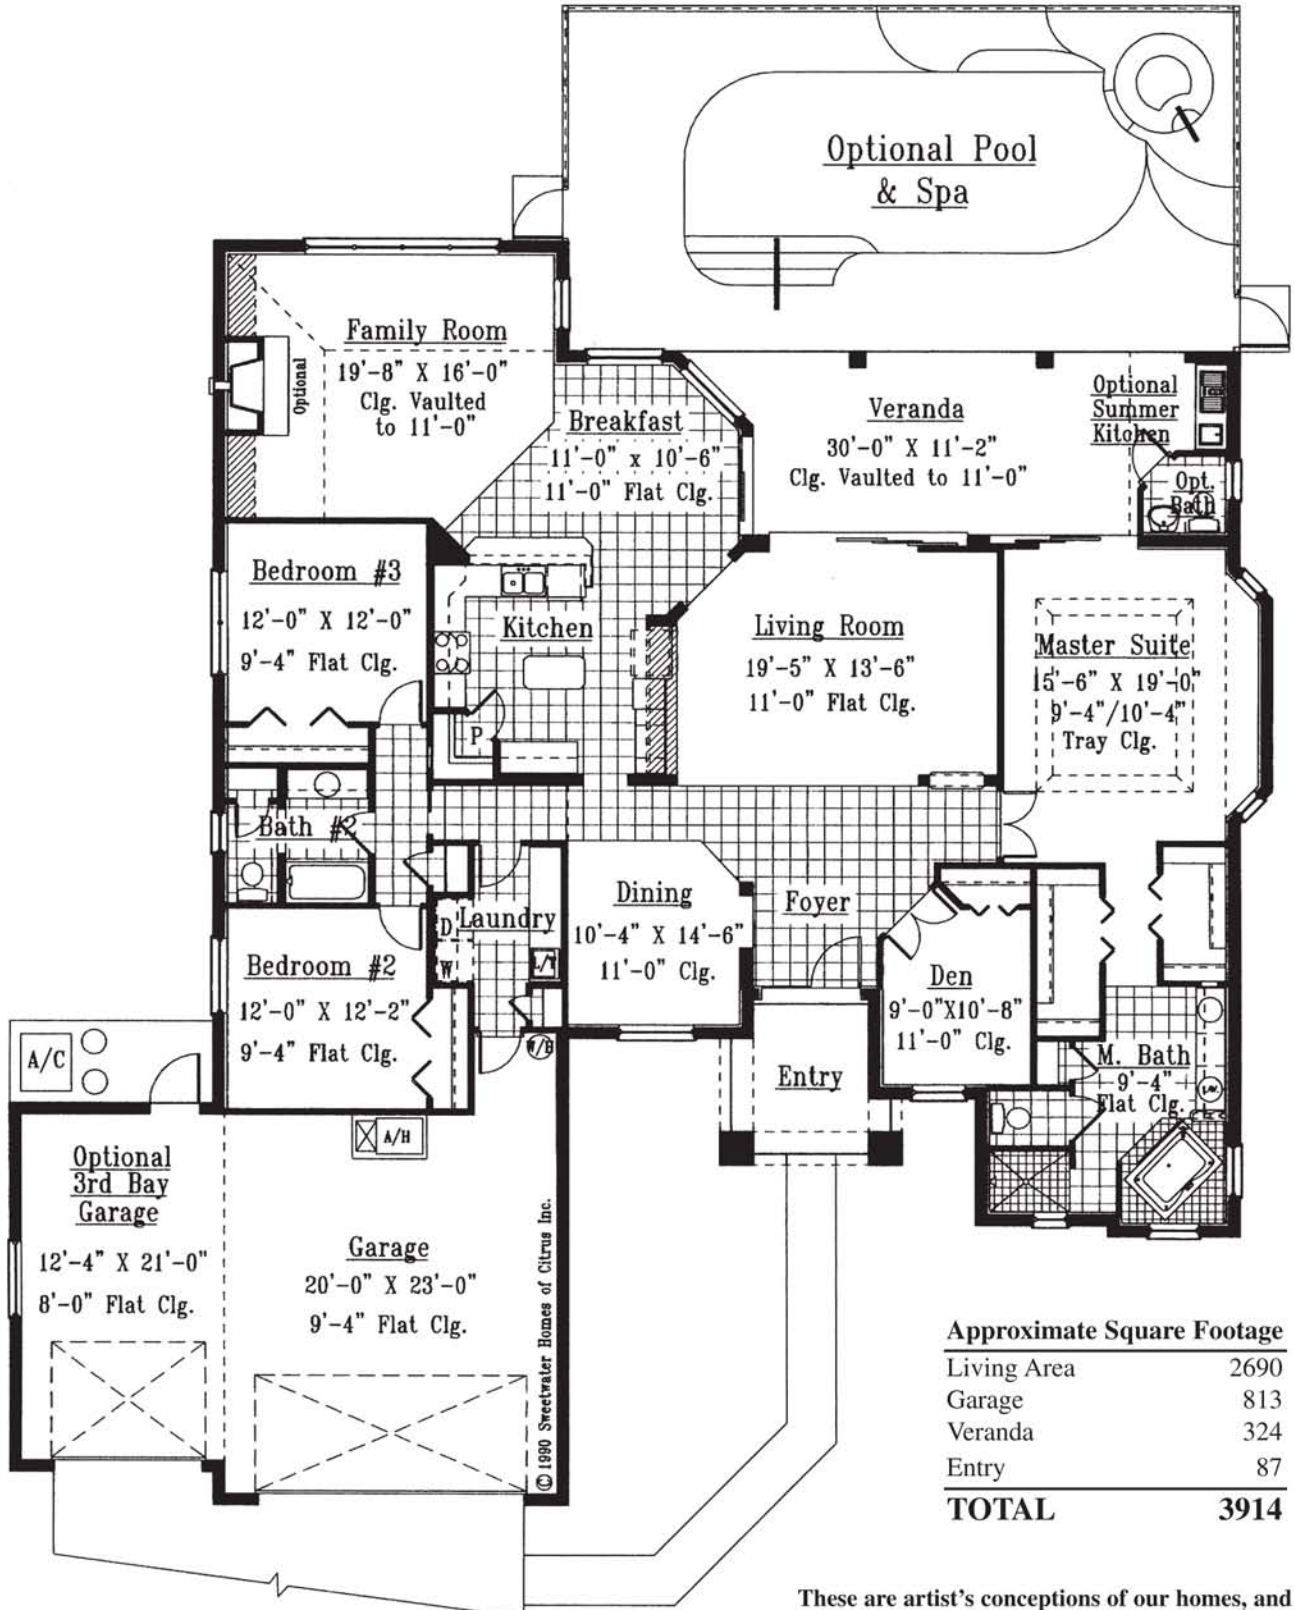 Optional Pool
& Spa
Family Room
19'-8" X 16'-0"
Clg. Vaulted
to 11'-0"
Optional
Breakfast
11'-0" x 10'-6"
11'-0" Flat Clg.
Veranda
30'-0" X 11'-2"
Clg. Vaulted to 11'-0"
Optional
Summer
Kitchen
Opt.
Bath
Bedroom #3
12'-0" X 12'-0"
9'-4" Flat Clg.
Kitchen
P
Living Room
19'-5" X 13'-6"
11'-0" Flat Clg.
Master Suite
15'-6" X 19'-0"
9'-4"/10'-4"
Tray Clg.
Bath #2
Laundry
D
W
L/T
W/H
Dining
10'-4" X 14'-6"
11'-0" Clg.
Foyer
Den
9'-0"X10'-8"
11'-0" Clg.
Bedroom #2
12'-0" X 12'-2"
9'-4" Flat Clg.
A/C
Entry
M. Bath
9'-4"
Flat Clg.
LAV.
A/H
Optional
3rd Bay
Garage
12'-4" X 21'-0"
8'-0" Flat Clg.
Garage
20'-0" X 23'-0"
9'-4" Flat Clg.
© 1990 Sweetwater Homes of Citrus Inc.
Approximate Square Footage
Living Area 2690
Garage 813
Veranda 324
Entry 87
TOTAL 3914
These are artist's conceptions of our homes, and